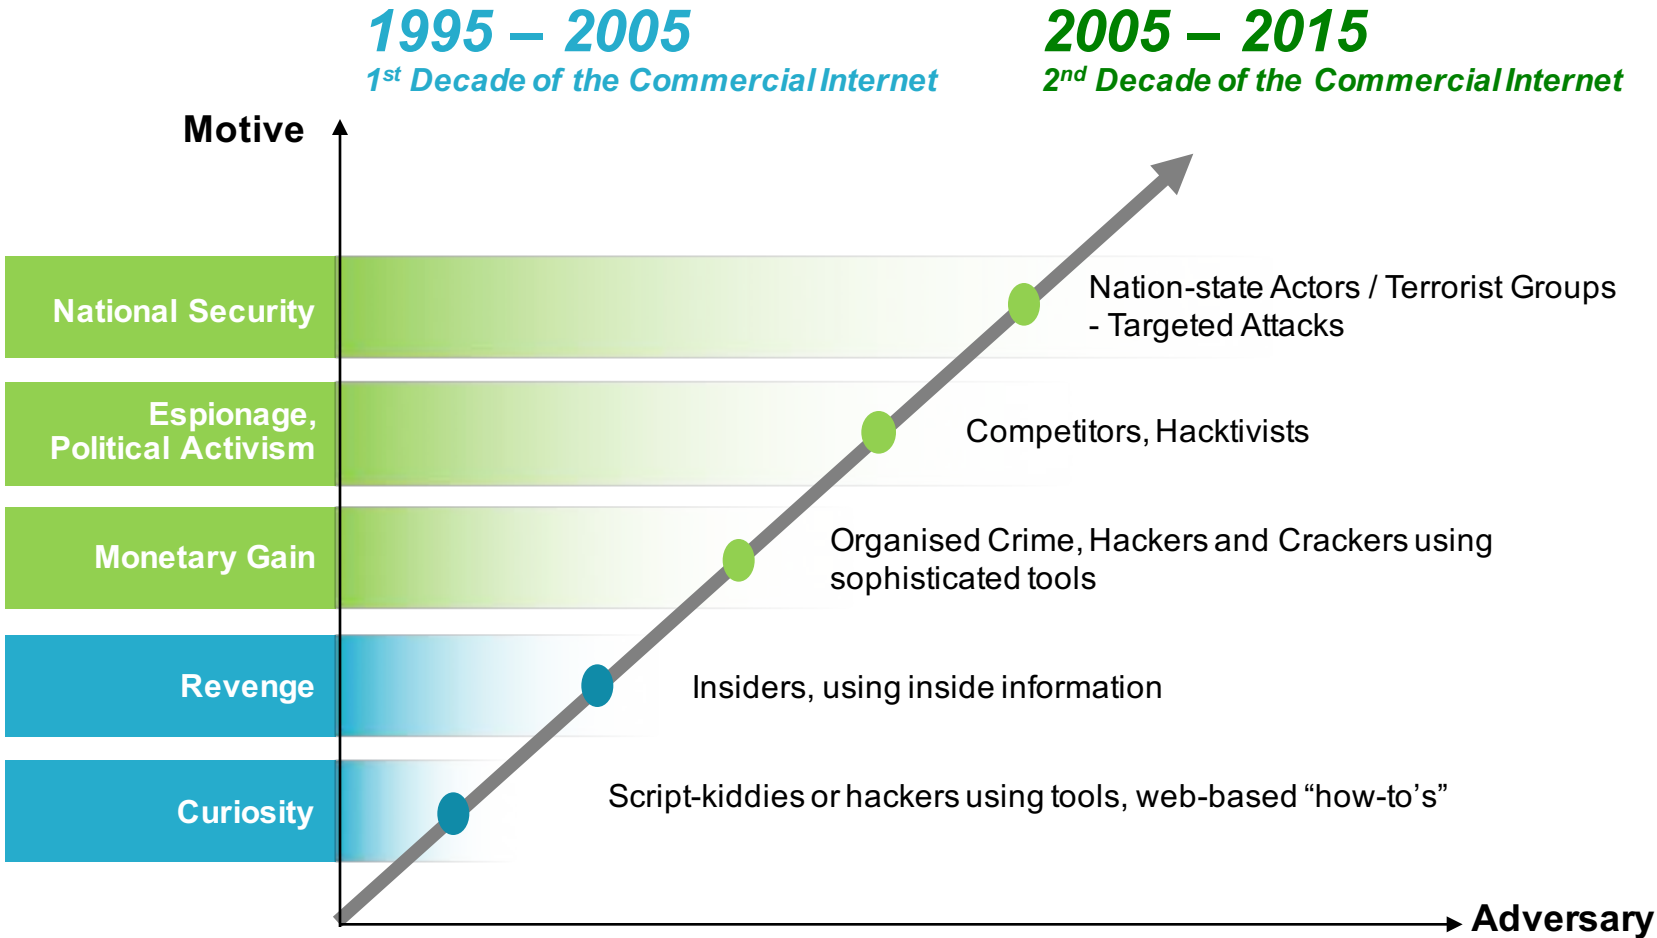 1995 – 2005
1st Decade of the Commercial Internet
2005 – 2015
2nd Decade of the Commercial Internet
Motive
National Security
Nation-state Actors / Terrorist Groups
- Targeted Attacks
Espionage,
Political Activism
Competitors, Hacktivists
Monetary Gain
Organised Crime, Hackers and Crackers using
sophisticated tools
Revenge
Insiders, using inside information
Curiosity
Script-kiddies or hackers using tools, web-based “how-to’s”
Adversary